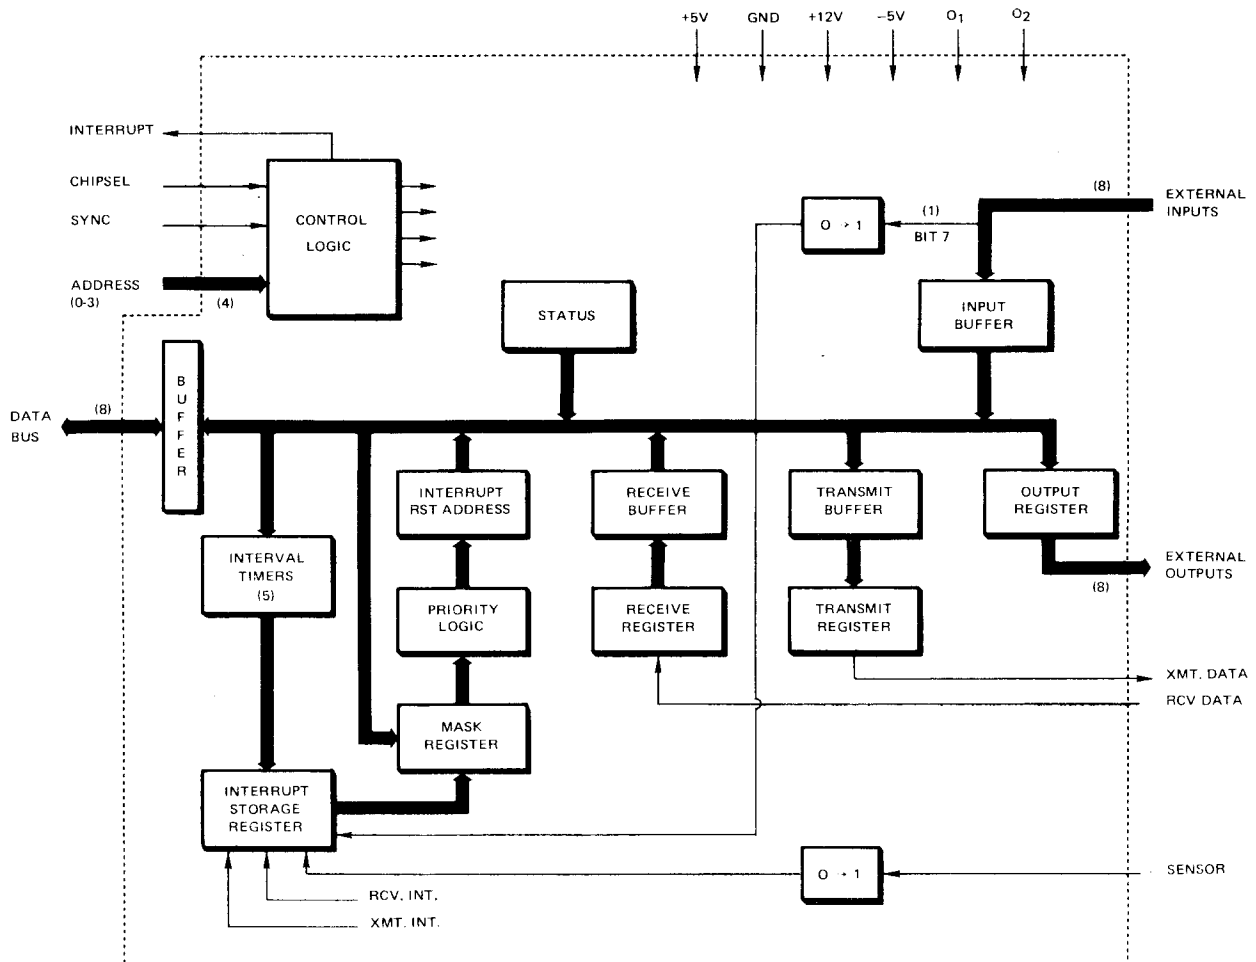 +5V GND +12V -5V O1 O2
INTERRUPT
CHIPSEL
SYNC
ADDRESS
(0-3)
(4)
CONTROL
LOGIC
O → 1
(1)
BIT 7
(8)
EXTERNAL
INPUTS
STATUS
INPUT
BUFFER
DATA
BUS
(8)
BUFFER
INTERRUPT
RST ADDRESS
RECEIVE
BUFFER
TRANSMIT
BUFFER
OUTPUT
REGISTER
INTERVAL
TIMERS
(5)
PRIORITY
LOGIC
RECEIVE
REGISTER
TRANSMIT
REGISTER
(8)
EXTERNAL
OUTPUTS
XMT. DATA
RCV DATA
MASK
REGISTER
INTERRUPT
STORAGE
REGISTER
O → 1
SENSOR
RCV. INT.
XMT. INT.